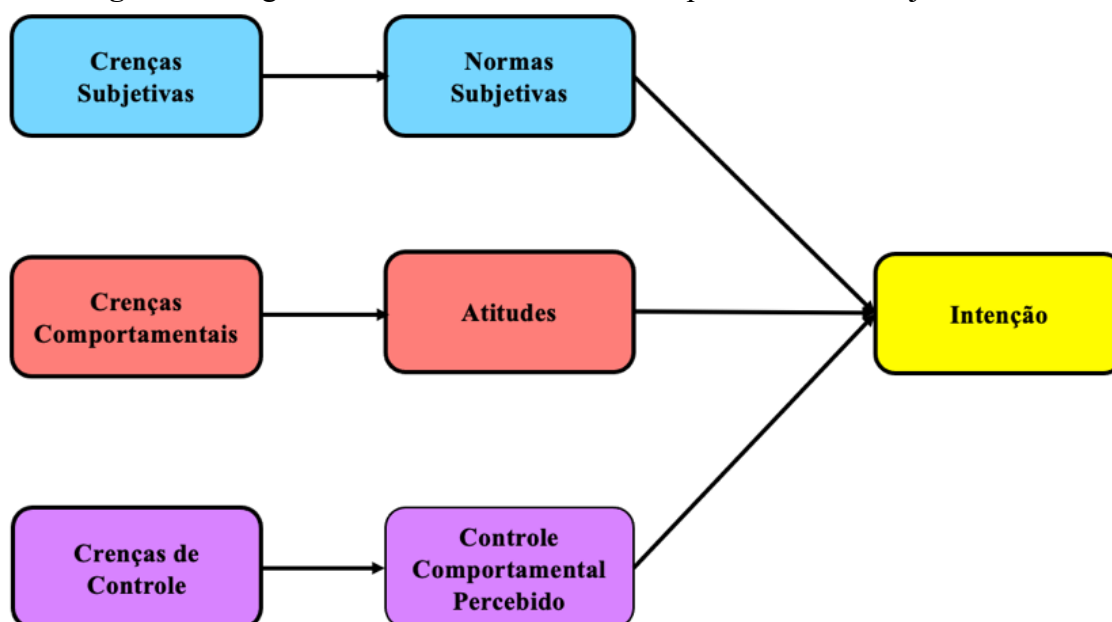 Crenças
Subjetivas
Normas
Subjetivas
Crenças
Comportamentais
Atitudes
Intenção
Crenças de
Controle
Controle
Comportamental
Percebido